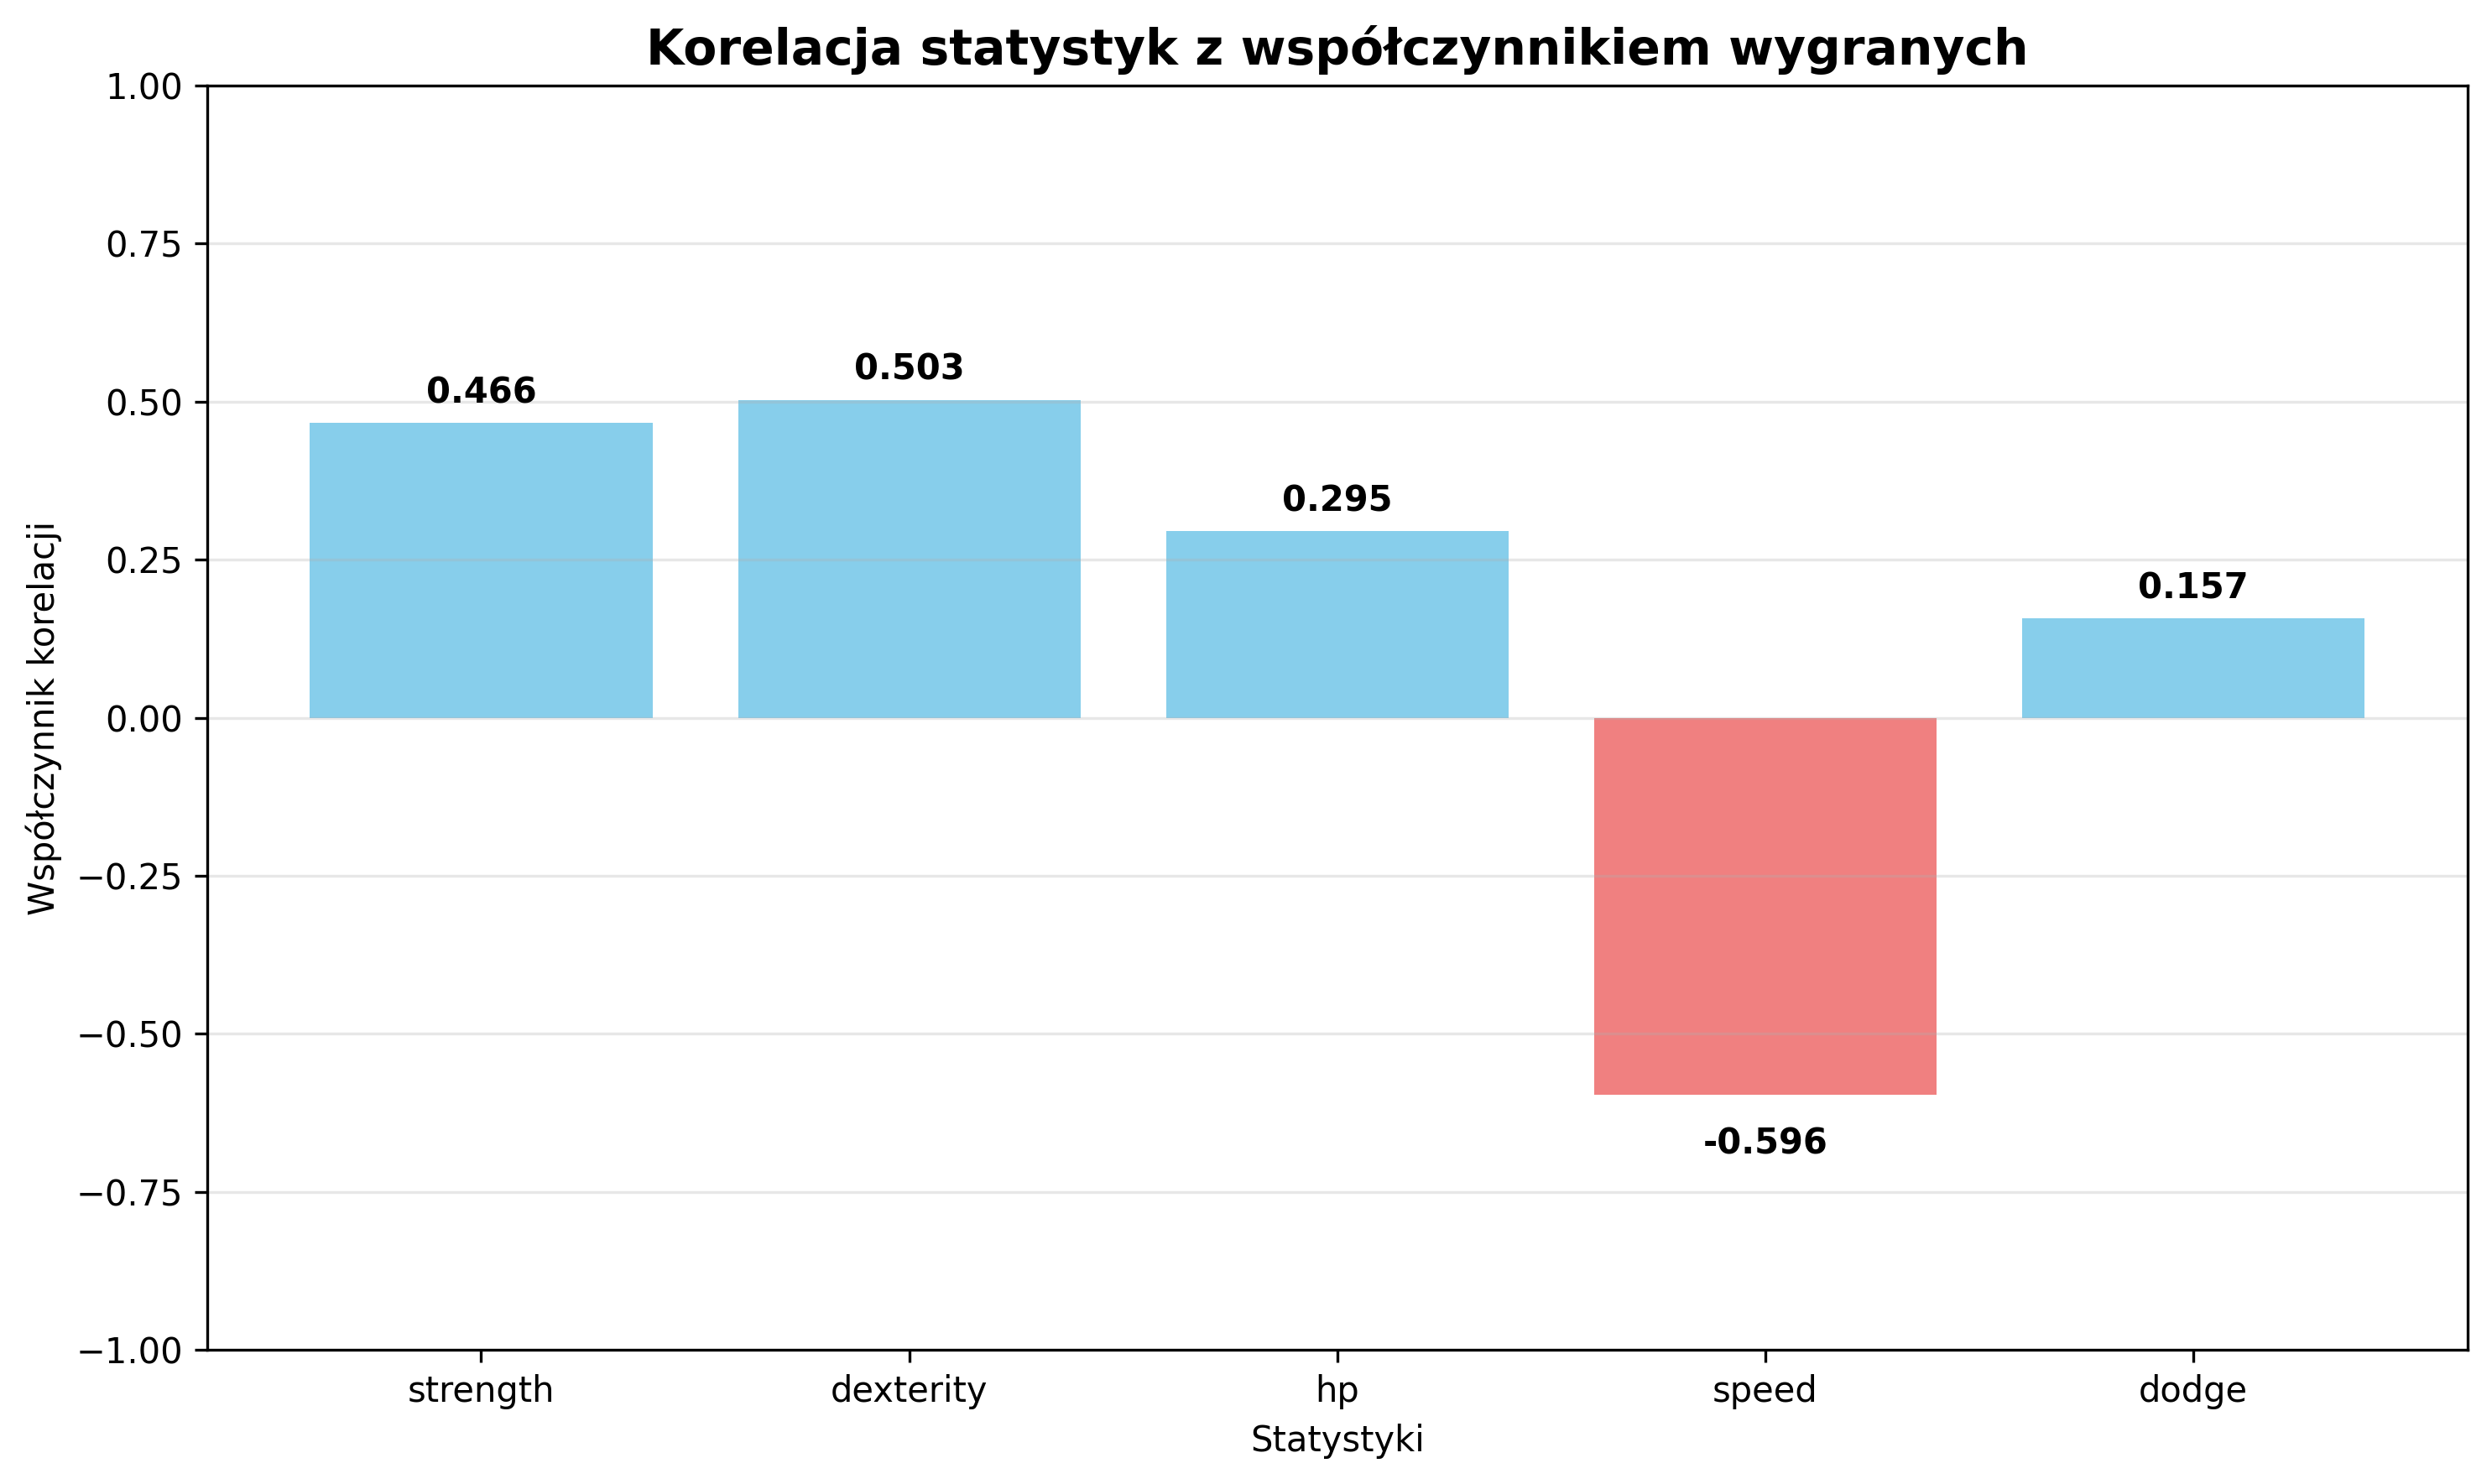 Korelacja statystyk z współczynnikiem wygranych
1.00
0.75
0.50
0.25
0.00
−0.25
−0.50
−0.75
−1.00
Współczynnik korelacji
0.466
0.503
0.295
-0.596
0.157
strength
dexterity
hp
speed
dodge
Statystyki